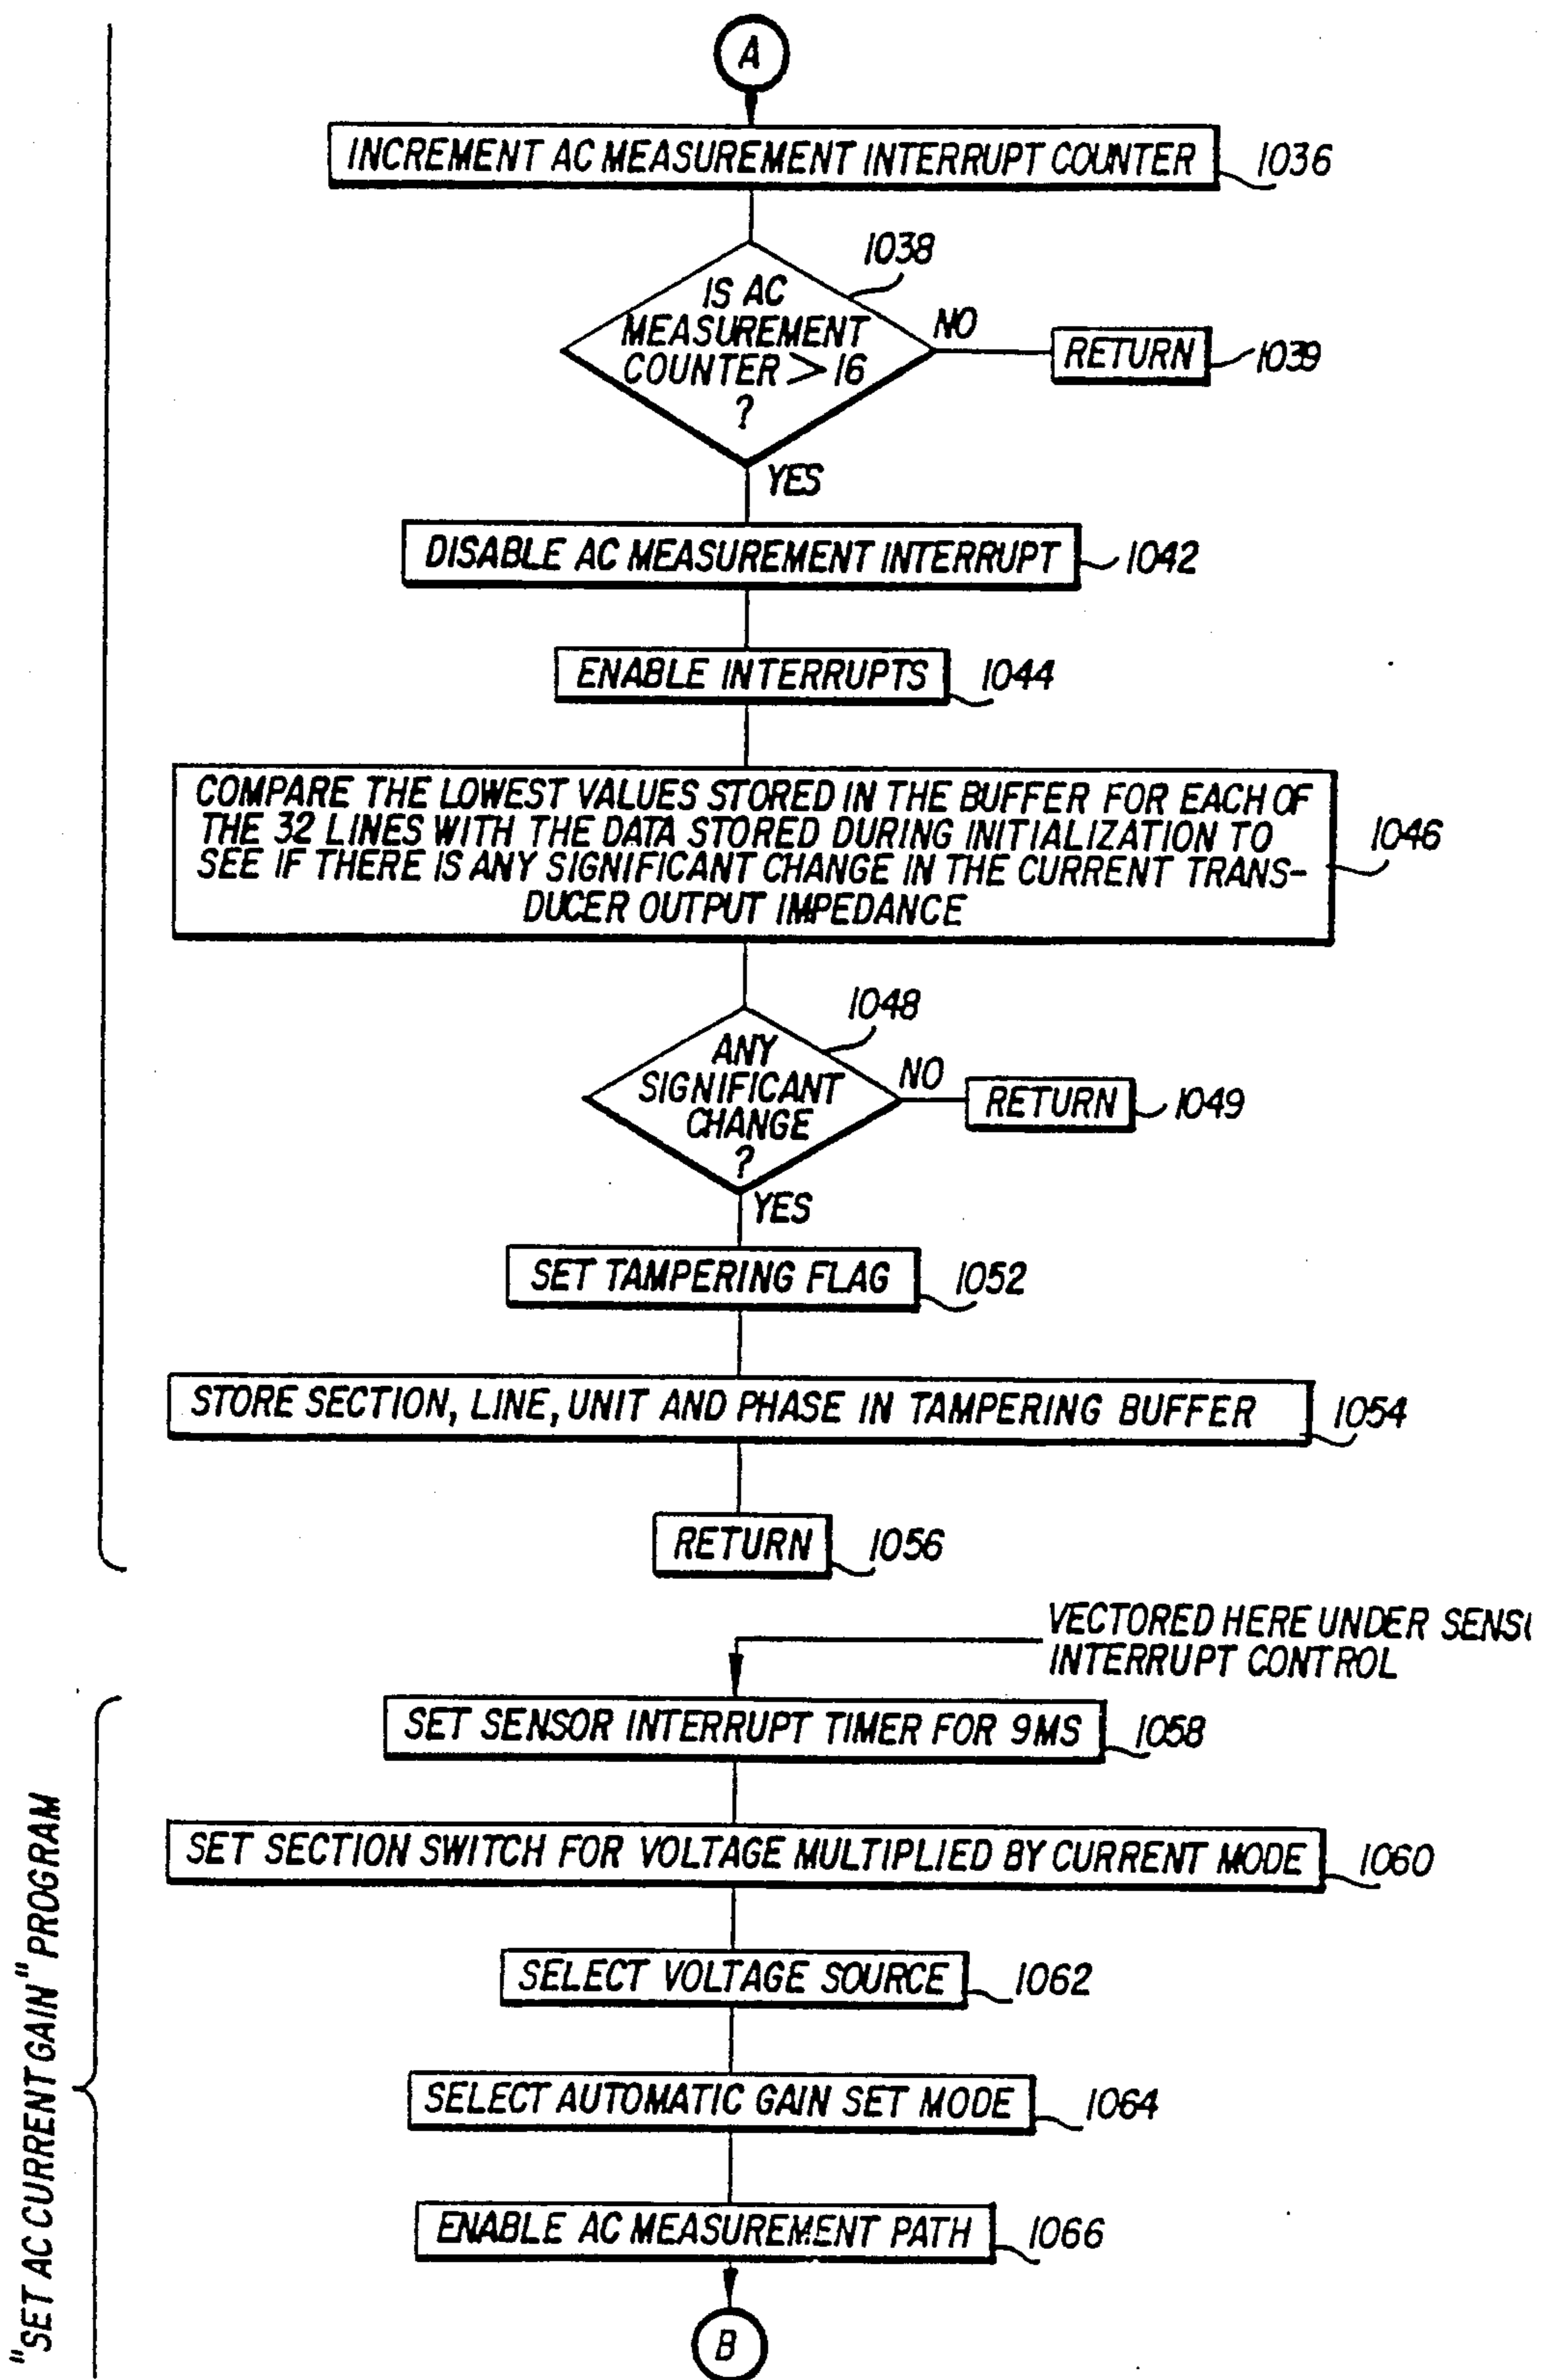 A
INCREMENT AC MEASUREMENT INTERRUPT COUNTER
1036
1038
IS AC
MEASUREMENT
COUNTER > 16
?
NO
RETURN
1039
YES
DISABLE AC MEASUREMENT INTERRUPT
1042
ENABLE INTERRUPTS
1044
COMPARE THE LOWEST VALUES STORED IN THE BUFFER FOR EACH OF
THE 32 LINES WITH THE DATA STORED DURING INITIALIZATION TO
SEE IF THERE IS ANY SIGNIFICANT CHANGE IN THE CURRENT TRANS-
DUCER OUTPUT IMPEDANCE
1046
1048
ANY
SIGNIFICANT
CHANGE
?
NO
RETURN
1049
YES
SET TAMPERING FLAG
1052
STORE SECTION, LINE, UNIT AND PHASE IN TAMPERING BUFFER
1054
RETURN
1056
VECTORED HERE UNDER
INTERRUPT CONTROL
SET SENSOR INTERRUPT TIMER FOR 9MS
1058
SET SECTION SWITCH FOR VOLTAGE MULTIPLIED BY CURRENT MODE
1060
SELECT VOLTAGE SOURCE
1062
SELECT AUTOMATIC GAIN SET MODE
1064
ENABLE AC MEASUREMENT PATH
1066
B
"SET AC CURRENT GAIN" PROGRAM